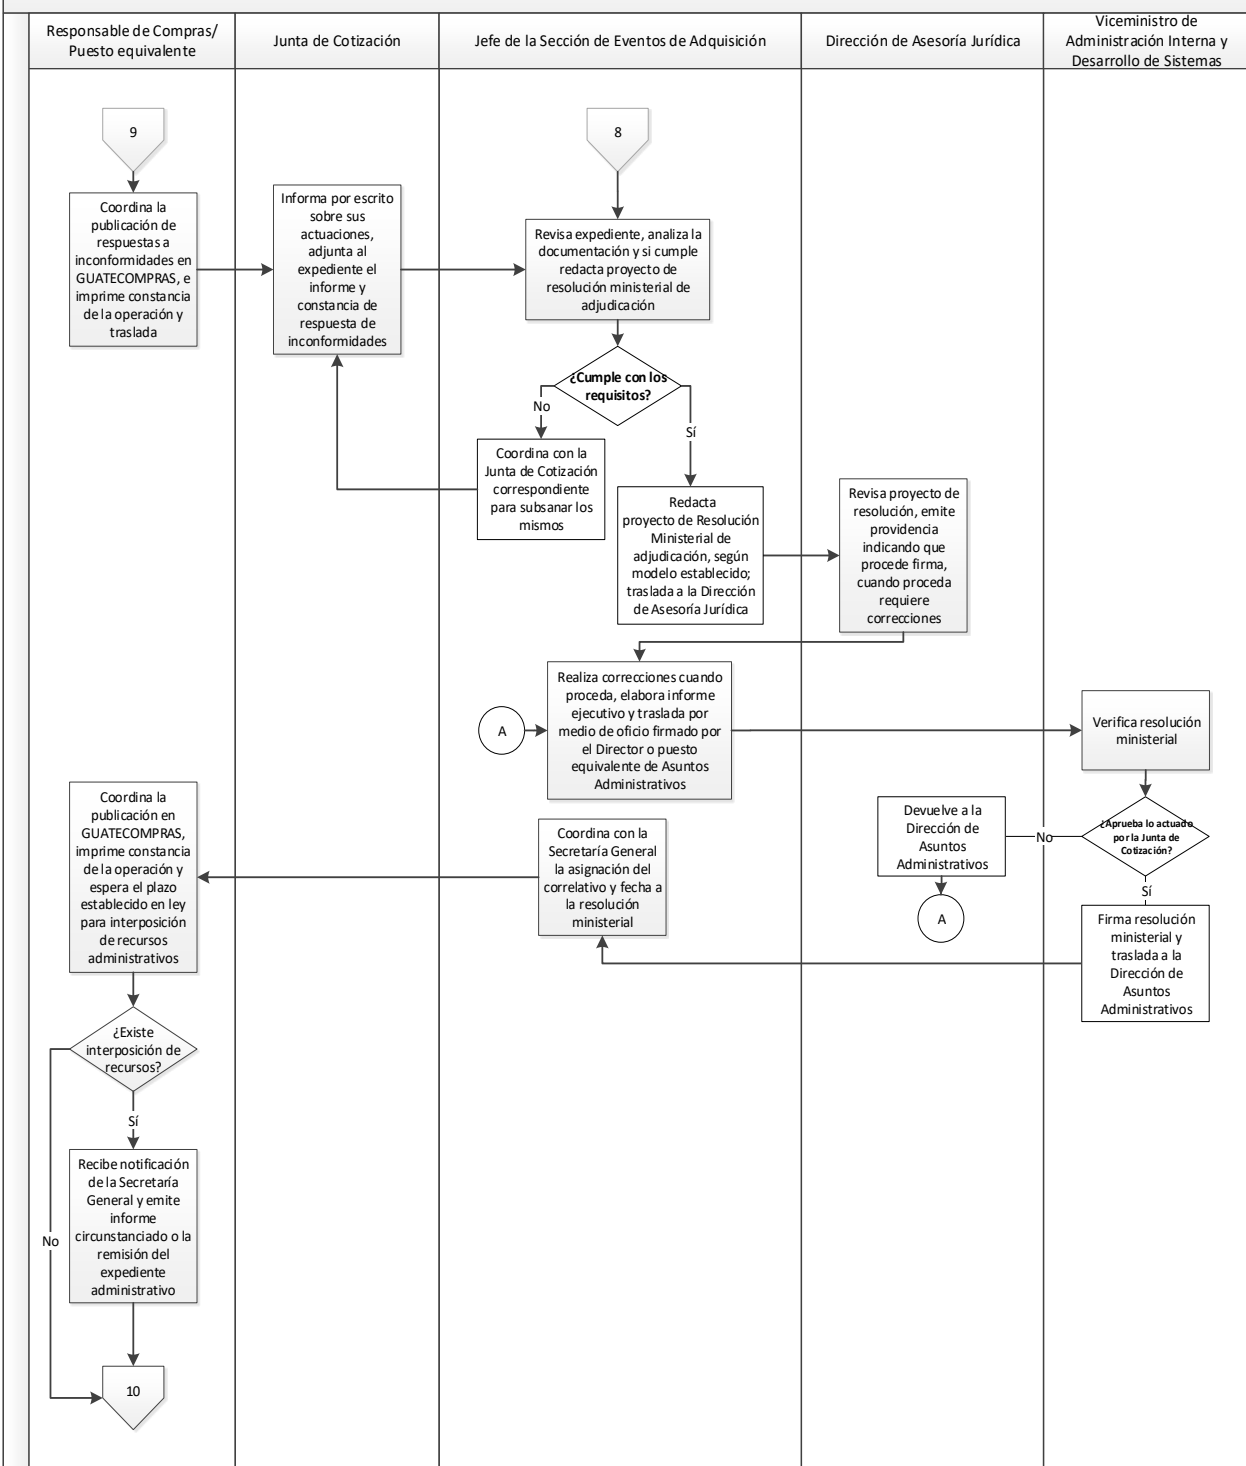 Responsable de Compras/
Puesto equivalente
Junta de Cotización
Jefe de la Sección de Eventos de Adquisición
Dirección de Asesoría Jurídica
Viceministro de
Administración Interna y
Desarrollo de Sistemas
9
8
Coordina la
publicación de
respuestas a
inconformidades en
GUATECOMPRAS, e
imprime constancia
de la operación y
traslada
Informa por escrito
sobre sus
actuaciones,
adjunta al
expediente el
informe y
constancia de
respuesta de
inconformidades
Revisa expediente, analiza la
documentación y si cumple
redacta proyecto de
resolución ministerial de
adjudicación
¿Cumple con los
requisitos?
No
Sí
Coordina con la
Junta de Cotización
correspondiente
para subsanar los
mismos
Redacta
proyecto de Resolución
Ministerial de
adjudicación, según
modelo establecido;
traslada a la Dirección
de Asesoría Jurídica
Revisa proyecto de
resolución, emite
providencia
indicando que
procede firma,
cuando proceda
requiere
correcciones
A
Realiza correcciones cuando
proceda, elabora informe
ejecutivo y traslada por
medio de oficio firmado por
el Director o puesto
equivalente de Asuntos
Administrativos
Verifica resolución
ministerial
¿Aprueba lo actuado
por la Junta de
Cotización?
No
Sí
Devuelve a la
Dirección de
Asuntos
Administrativos
A
Firma resolución
ministerial y
traslada a la
Dirección de
Asuntos
Administrativos
Coordina con la
Secretaría General
la asignación del
correlativo y fecha a
la resolución
ministerial
Coordina la
publicación en
GUATECOMPRAS,
imprime constancia
de la operación y
espera el plazo
establecido en ley
para interposición
de recursos
administrativos
¿Existe
interposición de
recursos?
Sí
No
Recibe notificación
de la Secretaría
General y emite
informe
circunstanciado o la
remisión del
expediente
administrativo
10